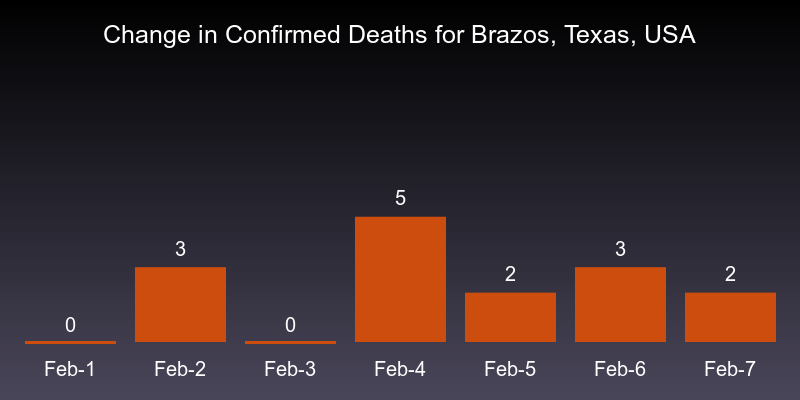 Change in Confirmed Deaths for Brazos, Texas, USA
0 3 0 5 2 3 2
Feb-1 Feb-2 Feb-3 Feb-4 Feb-5 Feb-6 Feb-7